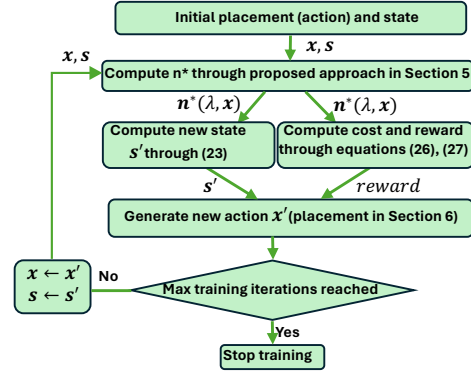 Initial placement (action) and state
x, s
x, s
Compute n* through proposed approach in Section 5
n*(λ, x)
n*(λ, x)
Compute new state
s′ through (23)
Compute cost and reward
through equations (26), (27)
s′
reward
Generate new action x′(placement in Section 6)
x ← x′
s ← s′
No
Max training iterations reached
Yes
Stop training